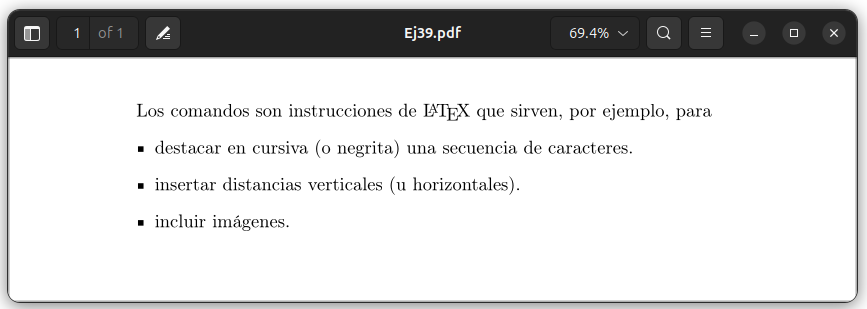 1 of 1 Ej39.pdf 69.4%
Los comandos son instrucciones de LATEX que sirven, por ejemplo, para
▪ destacar en cursiva (o negrita) una secuencia de caracteres.
▪ insertar distancias verticales (u horizontales).
▪ incluir imágenes.